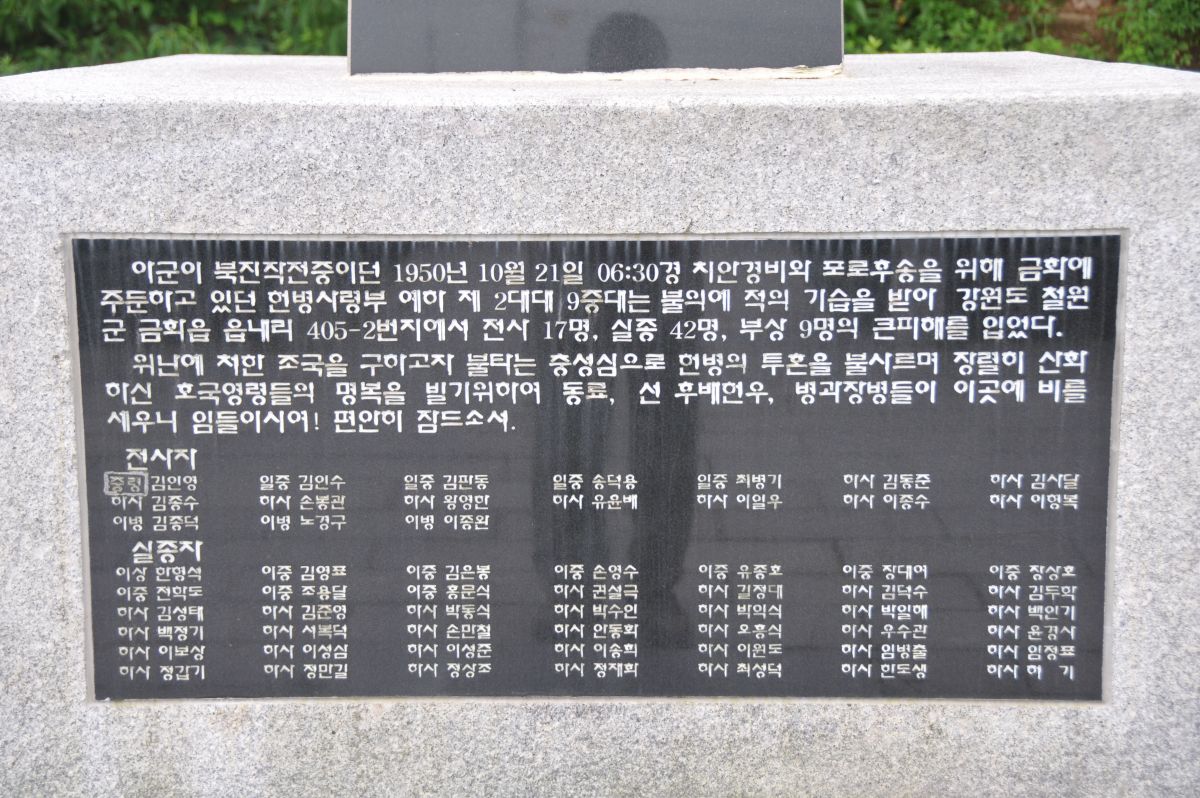 아군이 북진작전중이던 1950년 10월 21일 06:30경 치안경비와 포로후송을 위해 금화에
주둔하고 있던 헌병사령부 예하 제 2대대 9중대는 불의에 적의 기습을 받아 강원도 철원
군 금화읍 읍내리 405-2번지에서 전사 17명, 실종 42명, 부상 9명의 큰피해를 입었다.
위난에 처한 조국을 구하고자 불타는 충성심으로 헌병의 투혼을 불사르며 장렬히 산화
하신 호국영령들의 명복을 빌기위하여 동료, 선 후배헌우, 병과장병들이 이곳에 비를
세우니 임들이시여! 편안히 잠드소서.
전사자
중령 김인영 일중 김인수 일중 김판동 일중 송덕용 일중 최병기 하사 김동준 하사 김사달
하사 김종수 하사 손봉관 하사 왕영한 하사 유윤배 하사 이일우 하사 이종수 하사 이형복
이병 김종덕 이병 노경구 이병 이종완
실종자
이상 한형석 이중 김영표 이중 김은봉 이중 손영수 이중 유종호 이중 장대여 이중 장상호
이중 전학도 이중 조용달 이중 홍문식 하사 권설극 하사 길정대 하사 김덕수 하사 김두학
하사 김성태 하사 김준영 하사 박동식 하사 박수인 하사 박익식 하사 박일해 하사 백인기
하사 백정기 하사 서복덕 하사 손만철 하사 안동화 하사 오흥식 하사 우수관 하사 윤경사
하사 이보상 하사 이성삼 하사 이성준 하사 이송희 하사 이원도 하사 임병출 하사 임정표
하사 정갑기 하사 정만길 하사 정상조 하사 정재화 하사 최성덕 하사 한도생 하사 하 기